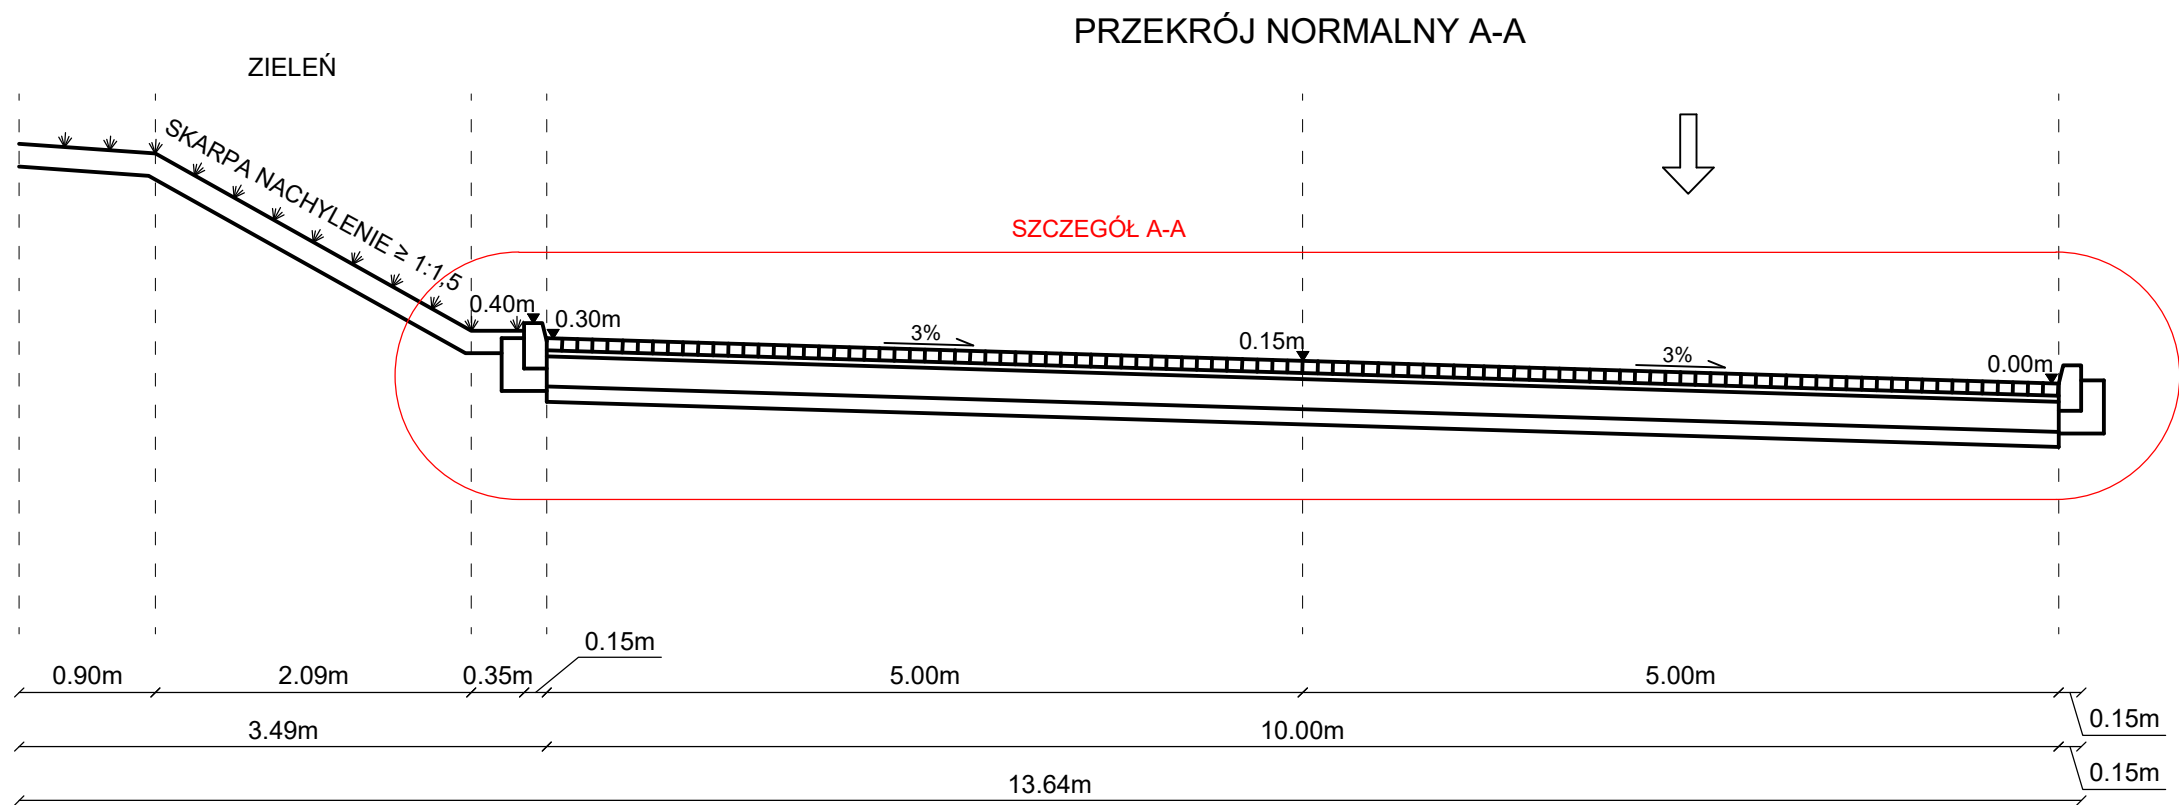 PRZEKRÓJ NORMALNY A-A
ZIELEŃ
SKARPA NACHYLENIE ≥ 1:1,5
SZCZEGÓŁ A-A
0.40m
0.30m
3%
0.15m
3%
0.00m
0.15m
0.90m
2.09m
0.35m
5.00m
5.00m
0.15m
3.49m
10.00m
0.15m
13.64m